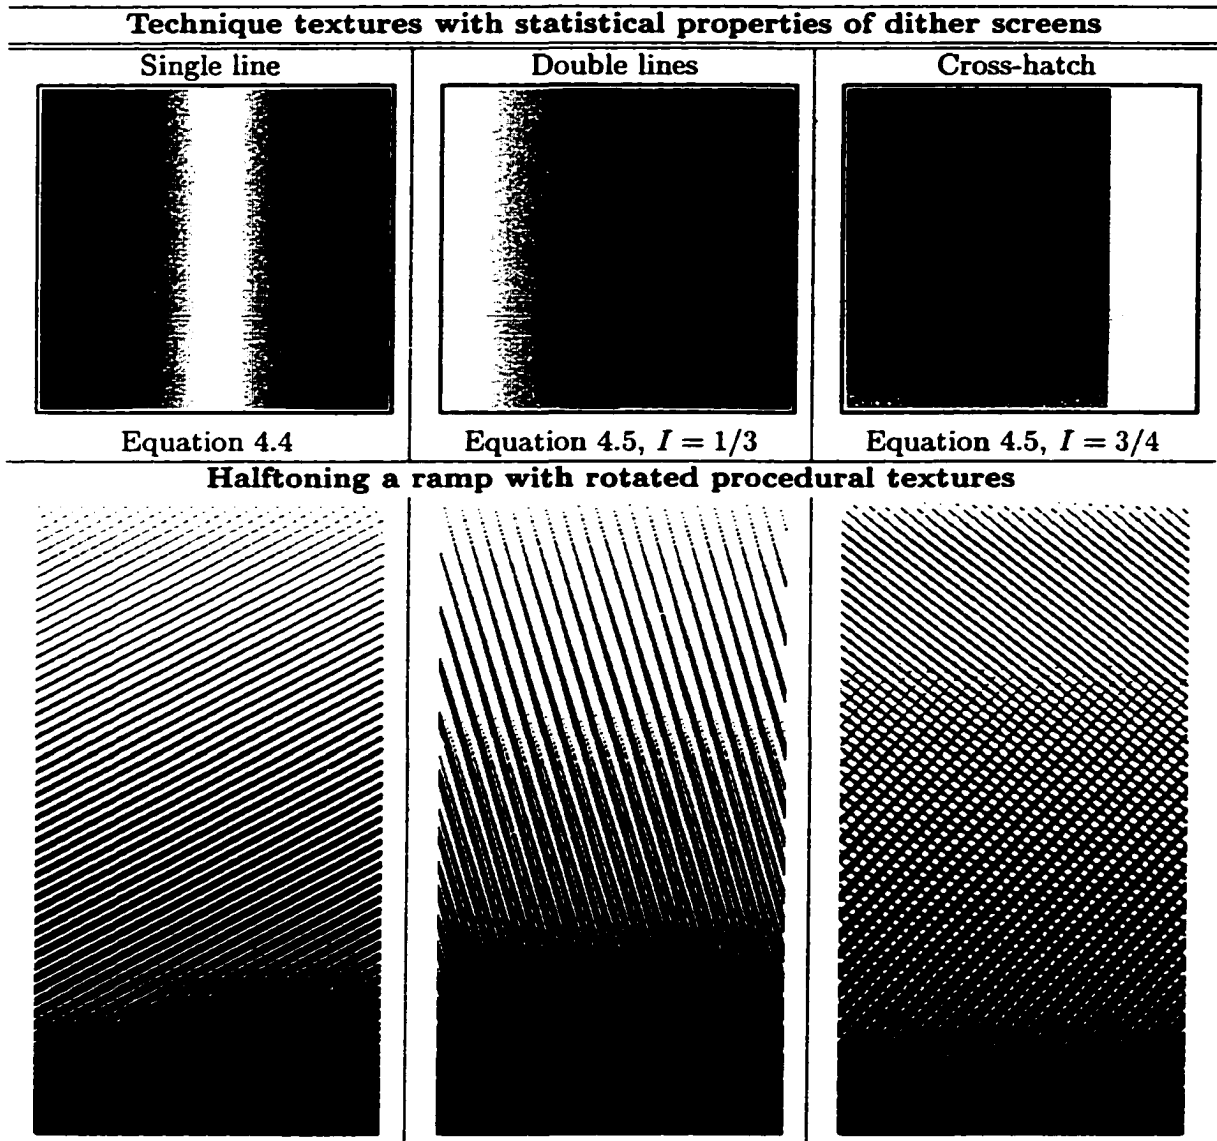 Technique textures with statistical properties of dither screens
Single line
Double lines
Cross-hatch
Equation 4.4
Equation 4.5, I = 1/3
Equation 4.5, I = 3/4
Halftoning a ramp with rotated procedural textures